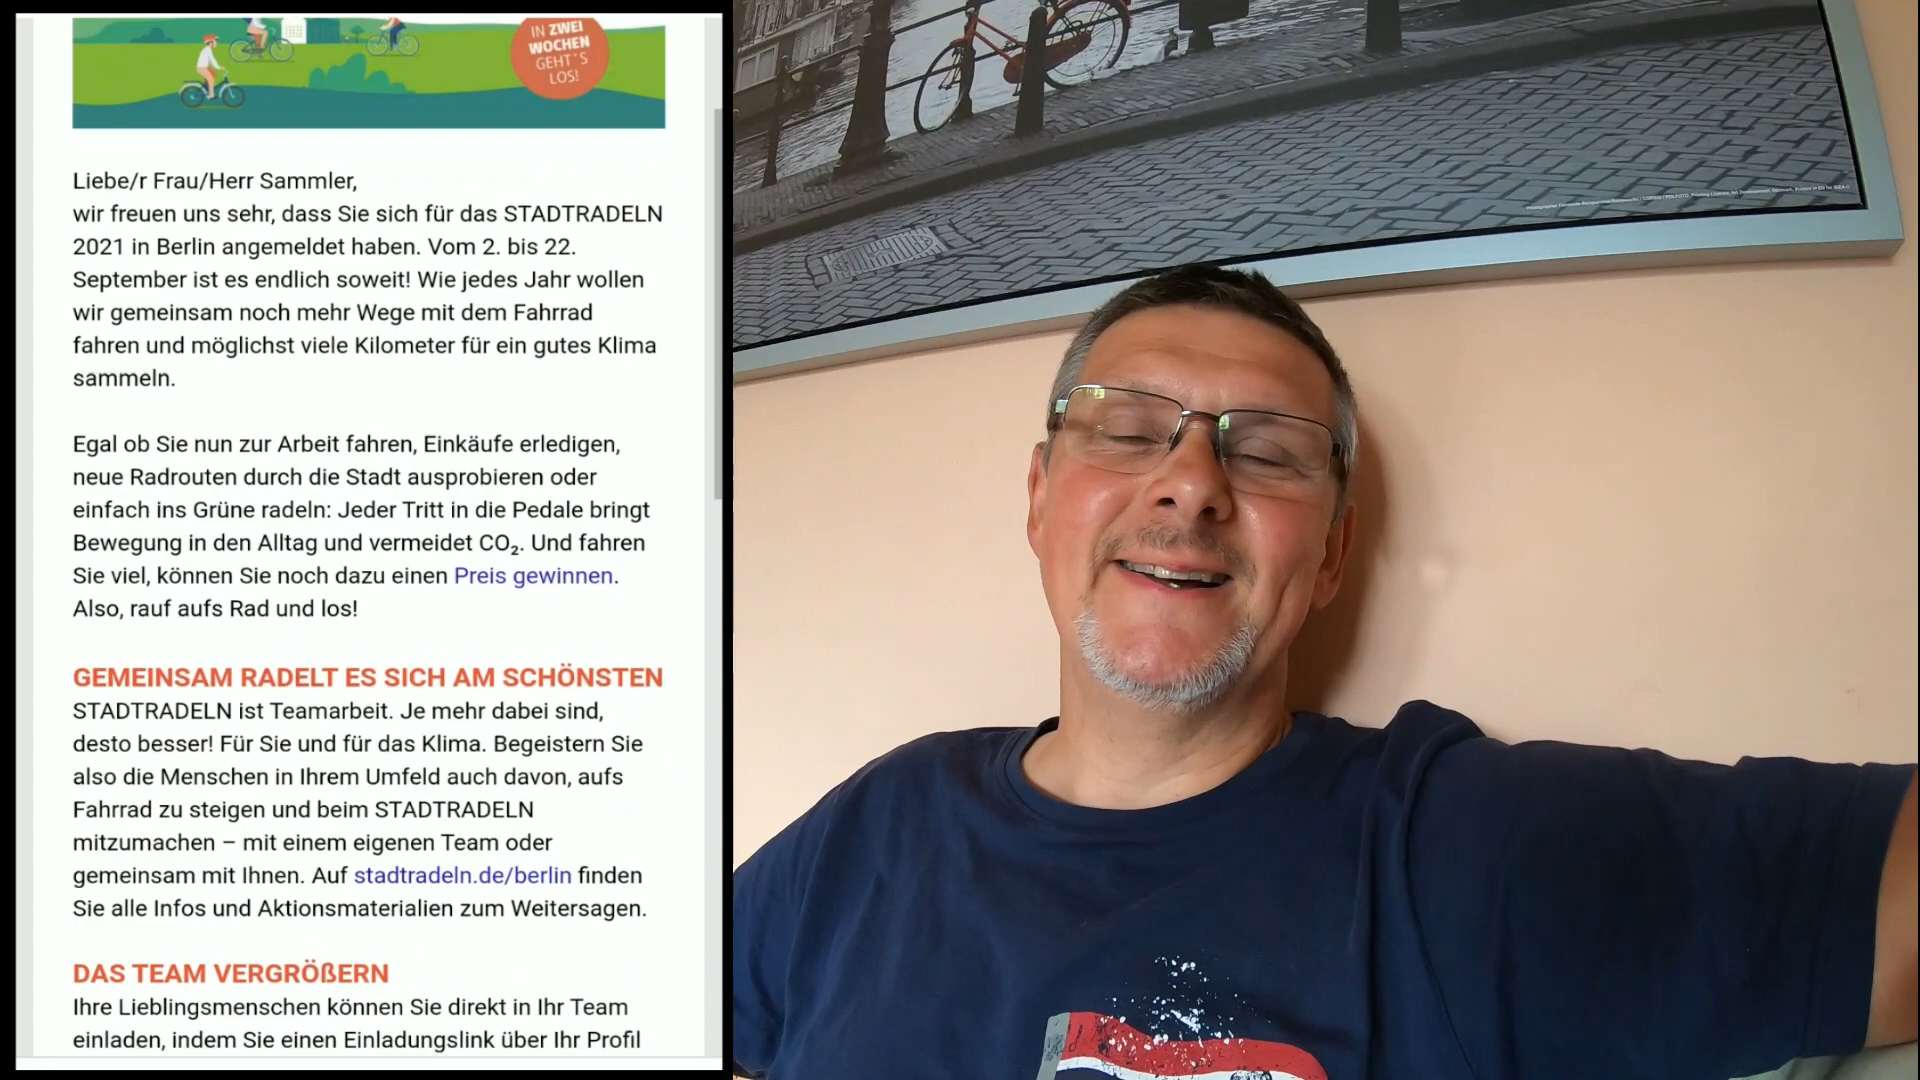 IN ZWEI
WOCHEN
GEHT´S
LOS!
Liebe/r Frau/Herr Sammler,
wir freuen uns sehr, dass Sie sich für das STADTRADELN
2021 in Berlin angemeldet haben. Vom 2. bis 22.
September ist es endlich soweit! Wie jedes Jahr wollen
wir gemeinsam noch mehr Wege mit dem Fahrrad
fahren und möglichst viele Kilometer für ein gutes Klima
sammeln.
Egal ob Sie nun zur Arbeit fahren, Einkäufe erledigen,
neue Radrouten durch die Stadt ausprobieren oder
einfach ins Grüne radeln: Jeder Tritt in die Pedale bringt
Bewegung in den Alltag und vermeidet CO₂. Und fahren
Sie viel, können Sie noch dazu einen Preis gewinnen.
Also, rauf aufs Rad und los!
GEMEINSAM RADELT ES SICH AM SCHÖNSTEN
STADTRADELN ist Teamarbeit. Je mehr dabei sind,
desto besser! Für Sie und für das Klima. Begeistern Sie
also die Menschen in Ihrem Umfeld auch davon, aufs
Fahrrad zu steigen und beim STADTRADELN
mitzumachen – mit einem eigenen Team oder
gemeinsam mit Ihnen. Auf stadtradeln.de/berlin finden
Sie alle Infos und Aktionsmaterialien zum Weitersagen.
DAS TEAM VERGRÖßERN
Ihre Lieblingsmenschen können Sie direkt in Ihr Team
einladen, indem Sie einen Einladungslink über Ihr Profil